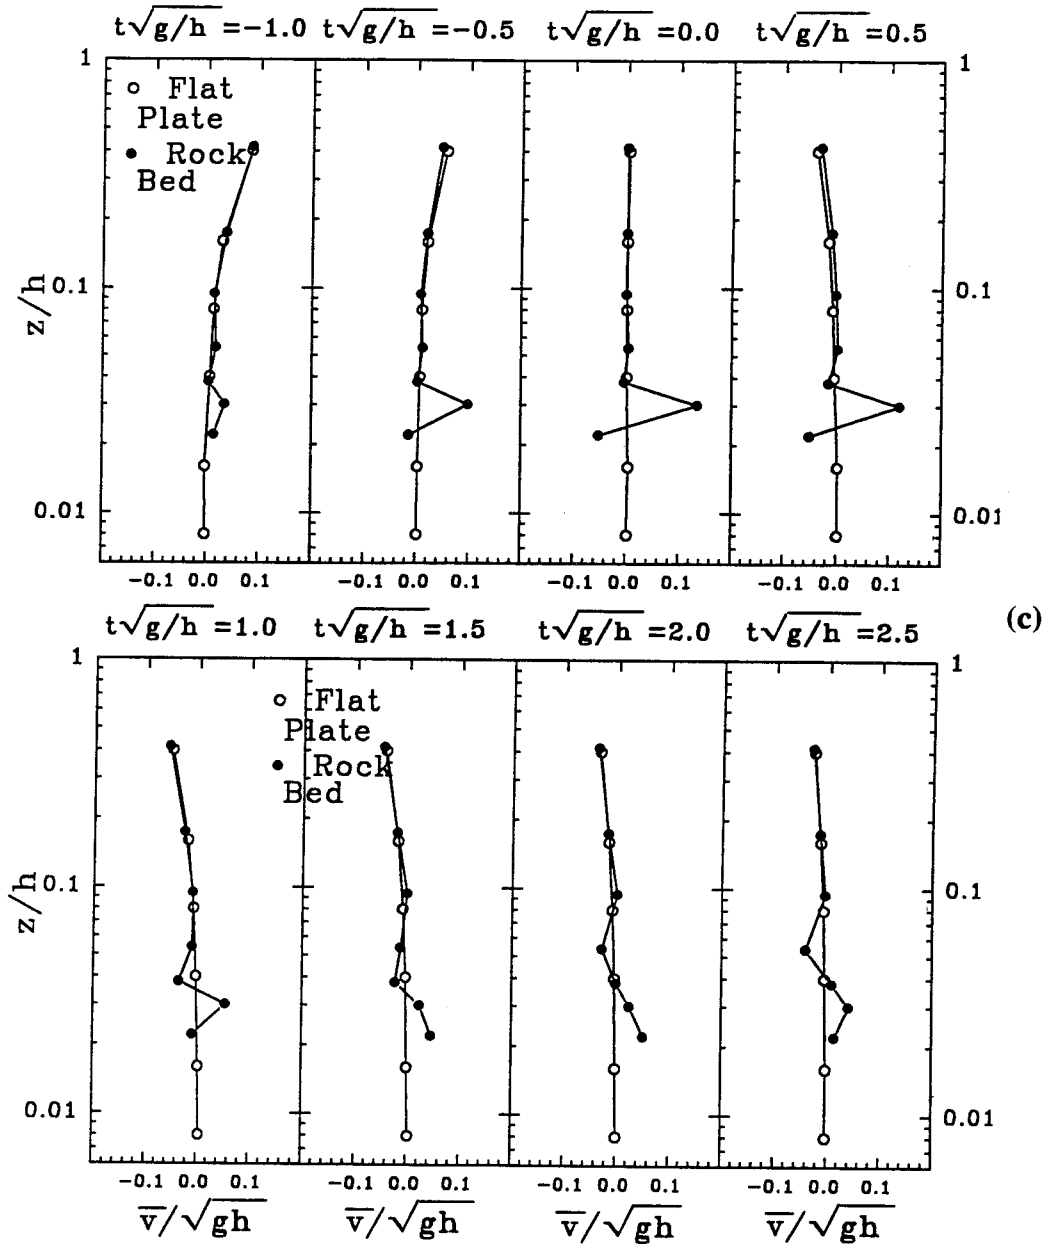 t√g/h =−1.0 t√g/h =−0.5 t√g/h =0.0 t√g/h =0.5
1 1
○ Flat
Plate
● Rock
Bed
z/h
0.1 0.1
0.01 0.01
−0.1 0.0 0.1 −0.1 0.0 0.1 −0.1 0.0 0.1 −0.1 0.0 0.1
t√g/h =1.0 t√g/h =1.5 t√g/h =2.0 t√g/h =2.5
(c)
1 1
○ Flat
Plate
● Rock
Bed
z/h
0.1 0.1
0.01 0.01
−0.1 0.0 0.1 −0.1 0.0 0.1 −0.1 0.0 0.1 −0.1 0.0 0.1
v̅/√gh v̅/√gh v̅/√gh v̅/√gh